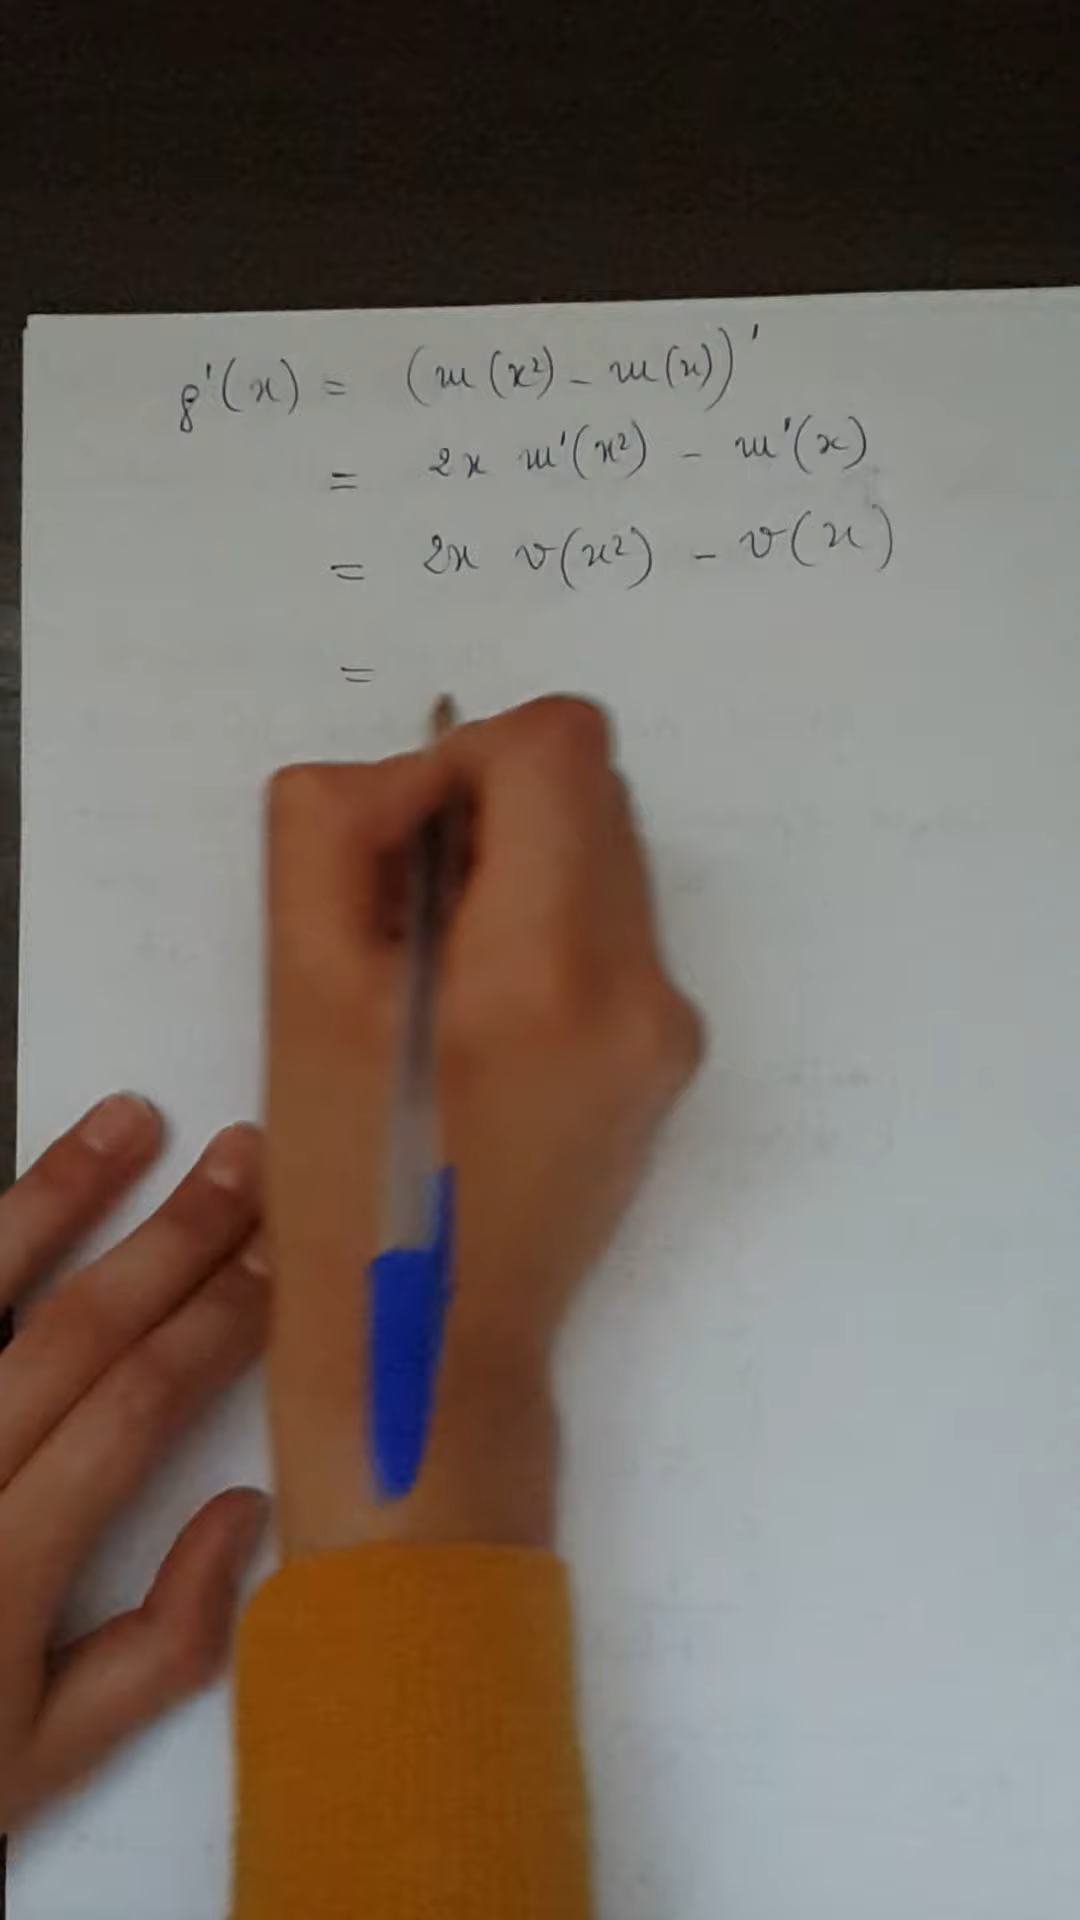 g'(x) = (u(x²) - u(x))'
= 2x u'(x²) - u'(x)
= 2x v(x²) - v(x)
=